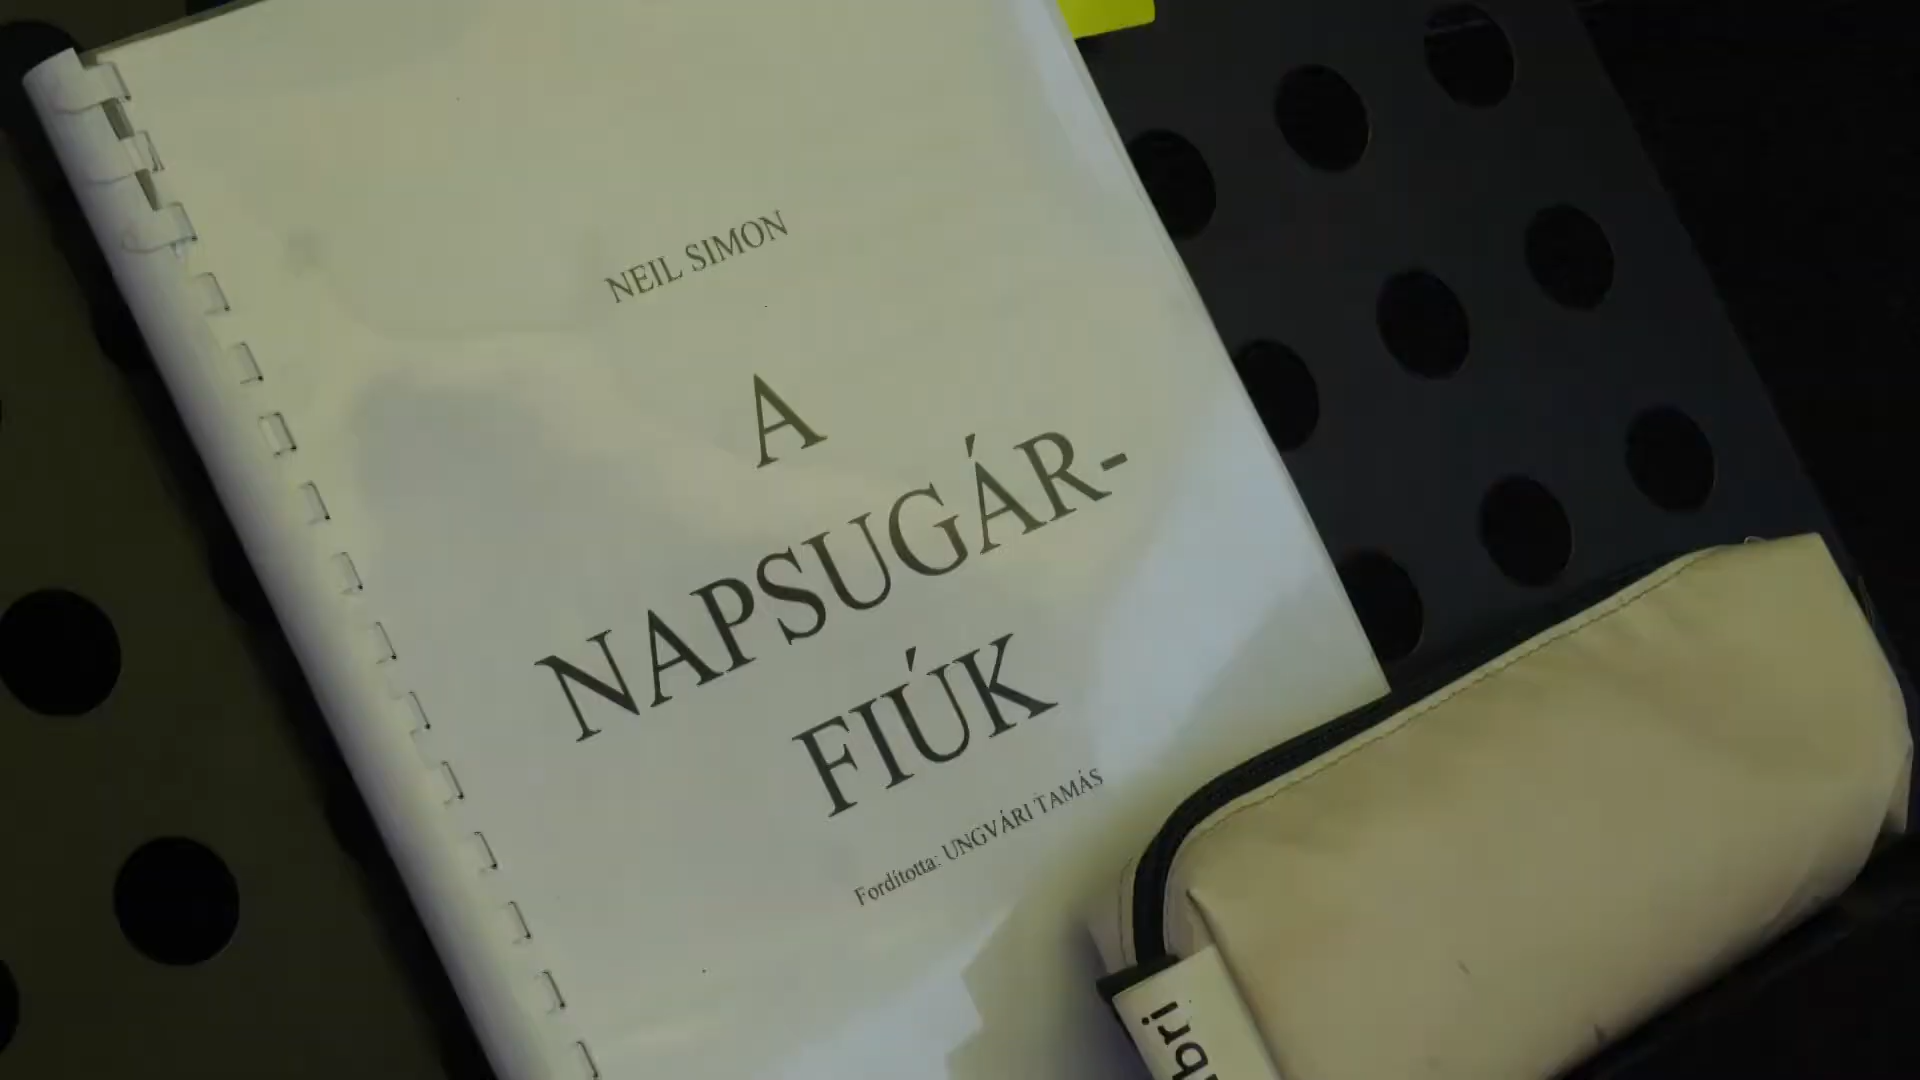 NEIL SIMON
A
NAPSUGÁR-
FIÚK
Fordította: UNGVÁRI TAMÁS